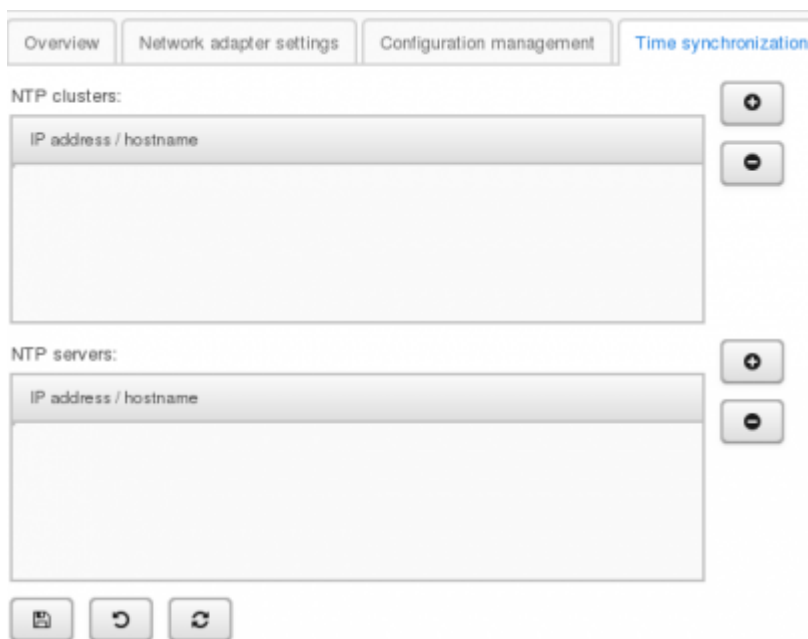 Overview
Network adapter settings
Configuration management
Time synchronization
NTP clusters:
IP address / hostname
NTP servers:
IP address / hostname